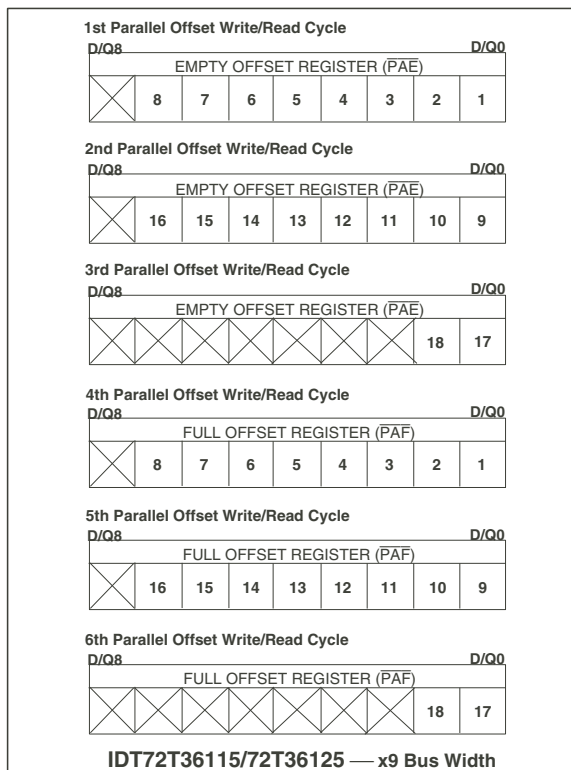 1st Parallel Offset Write/Read Cycle
D/Q8 D/Q0
EMPTY OFFSET REGISTER (PAE)
8 7 6 5 4 3 2 1
2nd Parallel Offset Write/Read Cycle
D/Q8 D/Q0
EMPTY OFFSET REGISTER (PAE)
16 15 14 13 12 11 10 9
3rd Parallel Offset Write/Read Cycle
D/Q8 D/Q0
EMPTY OFFSET REGISTER (PAE)
18 17
4th Parallel Offset Write/Read Cycle
D/Q8 D/Q0
FULL OFFSET REGISTER (PAF)
8 7 6 5 4 3 2 1
5th Parallel Offset Write/Read Cycle
D/Q8 D/Q0
FULL OFFSET REGISTER (PAF)
16 15 14 13 12 11 10 9
6th Parallel Offset Write/Read Cycle
D/Q8 D/Q0
FULL OFFSET REGISTER (PAF)
18 17
IDT72T36115/72T36125 — x9 Bus Width